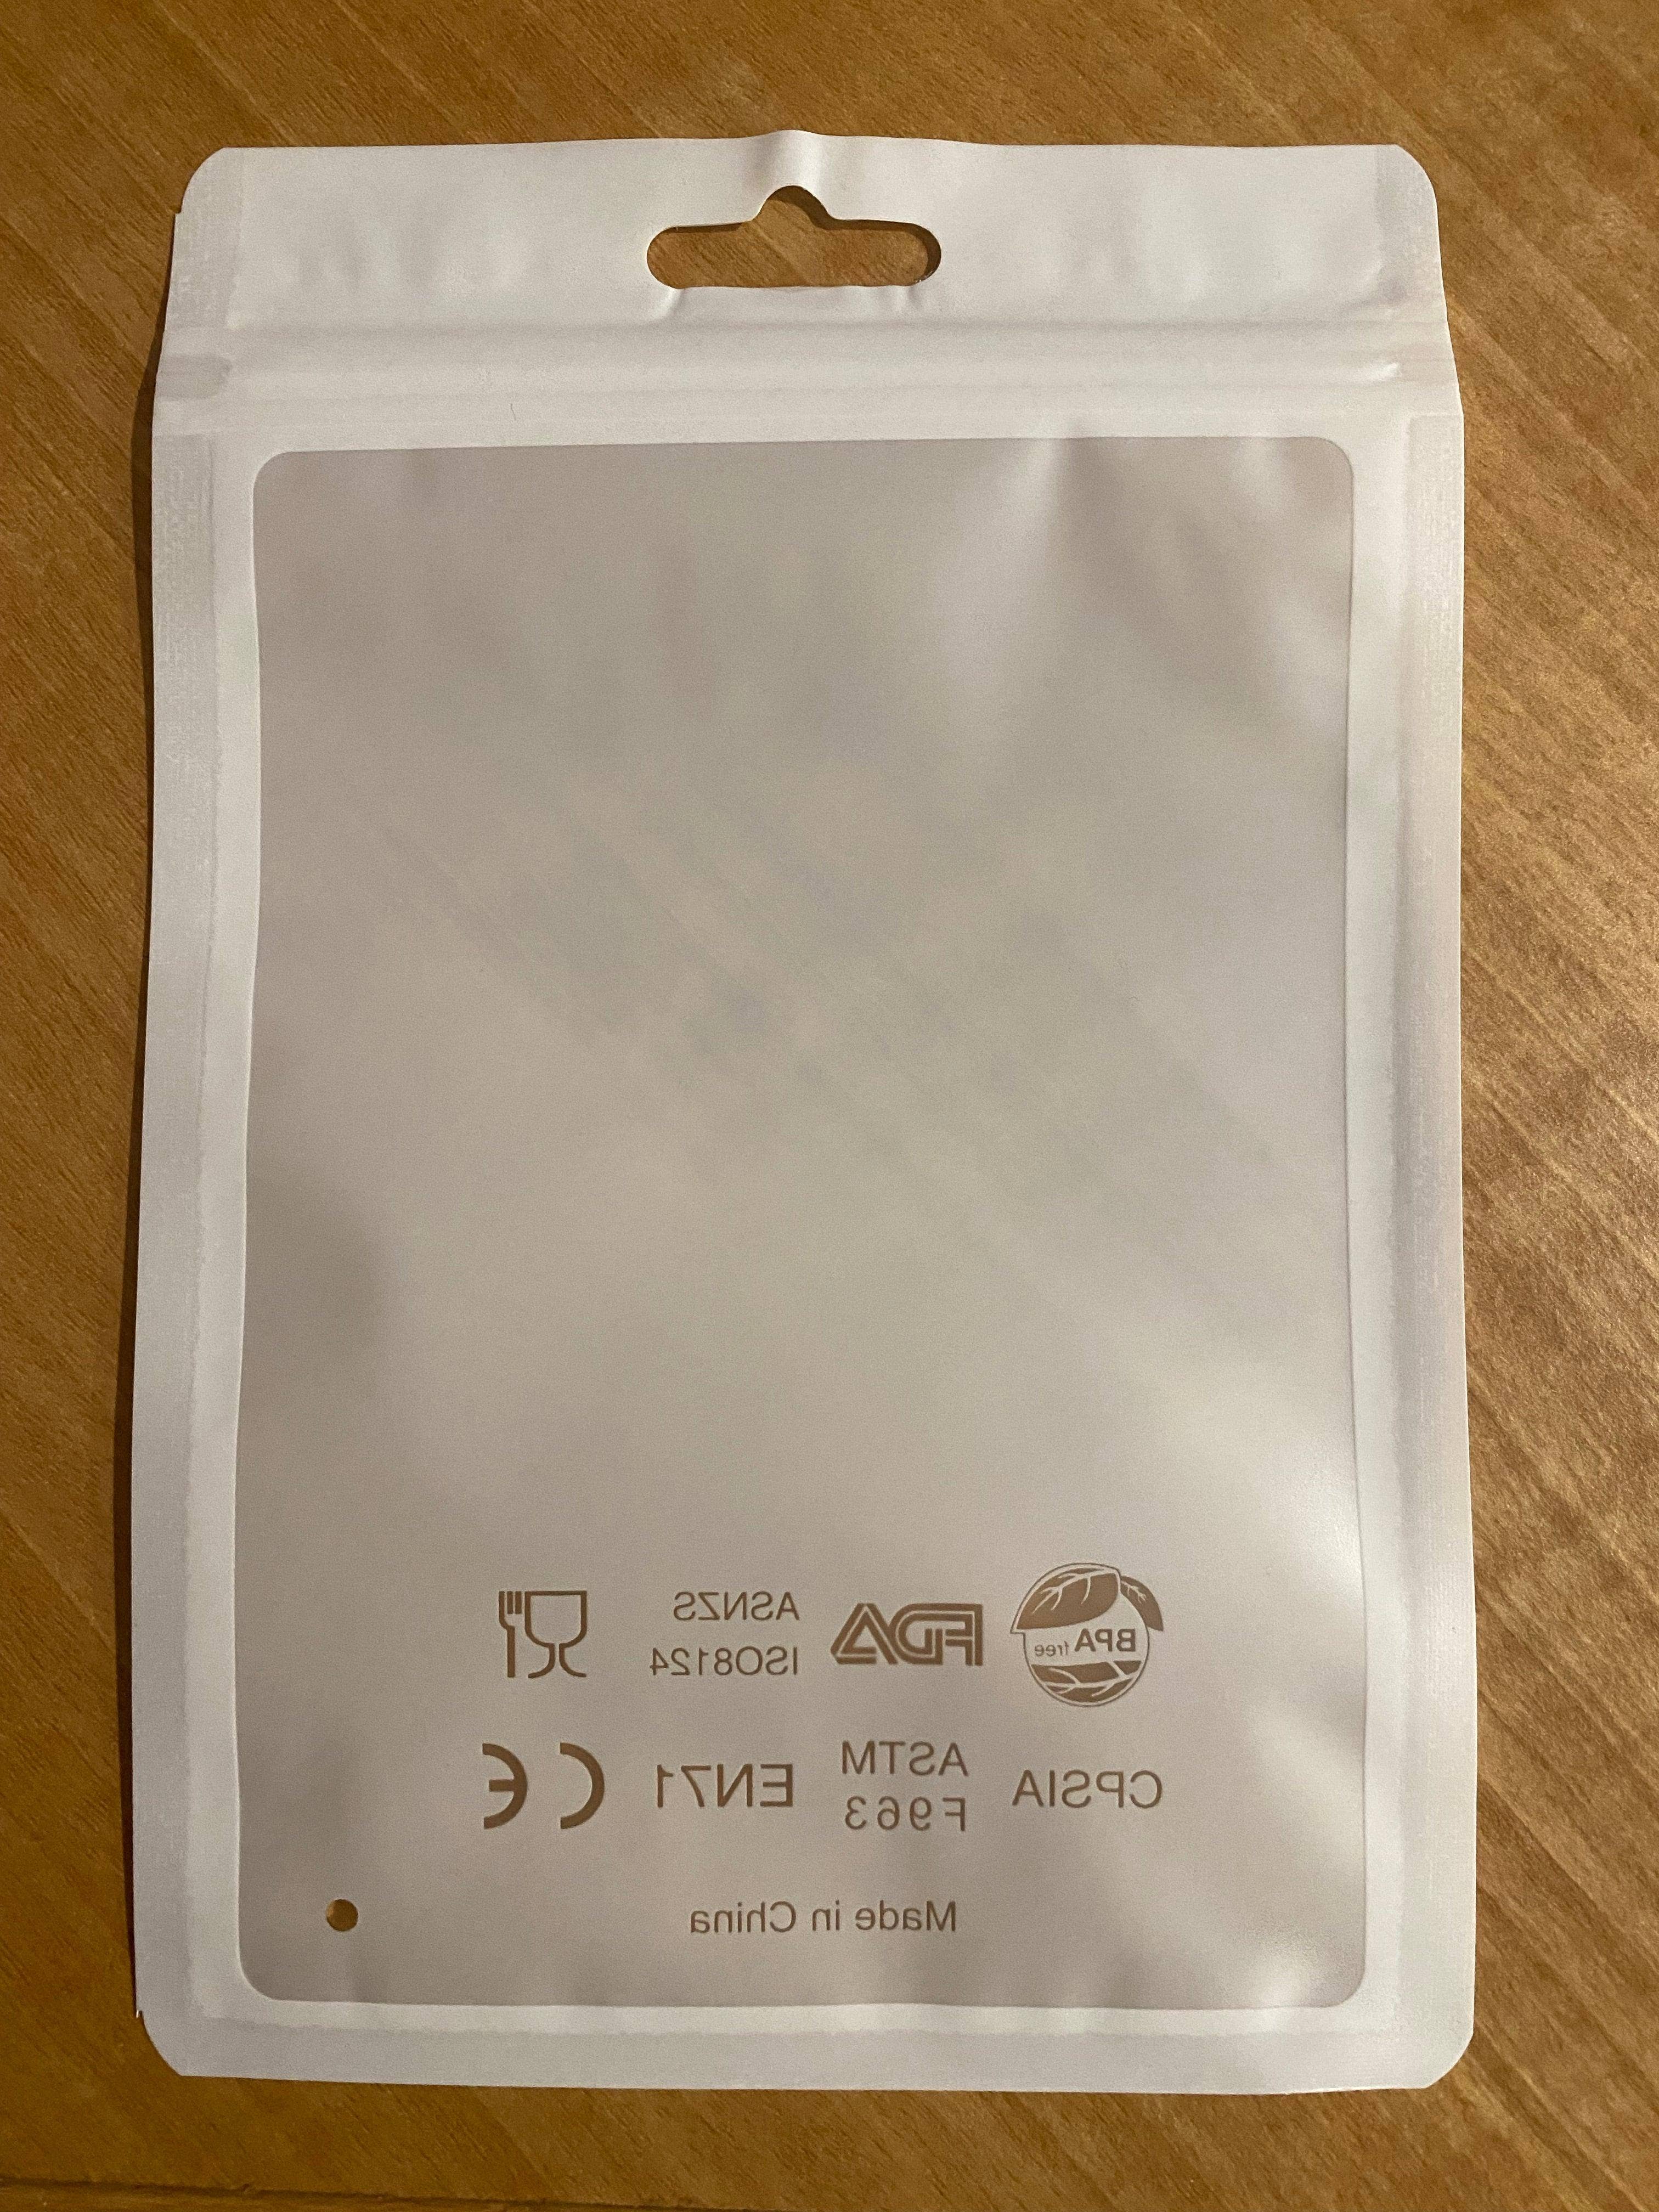 BPA free
FDA
ASNZS
ISO8124
CPSIA
ASTM
F963
EN71
CE
Made in China